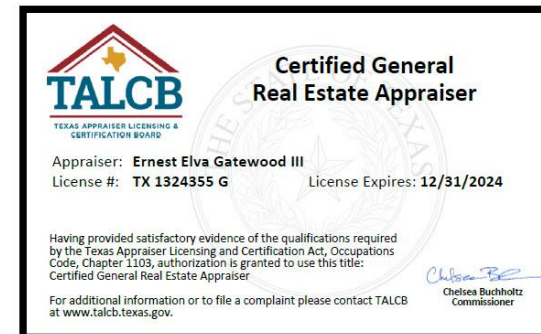 TALCB
TEXAS APPRAISER LICENSING &
CERTIFICATION BOARD
Certified General
Real Estate Appraiser
Appraiser: Ernest Elva Gatewood III
License #: TX 1324355 G License Expires: 12/31/2024
Having provided satisfactory evidence of the qualifications required
by the Texas Appraiser Licensing and Certification Act, Occupations
Code, Chapter 1103, authorization is granted to use this title:
Certified General Real Estate Appraiser
For additional information or to file a complaint please contact TALCB
at www.talcb.texas.gov.
Chelsea Buchholtz
Commissioner